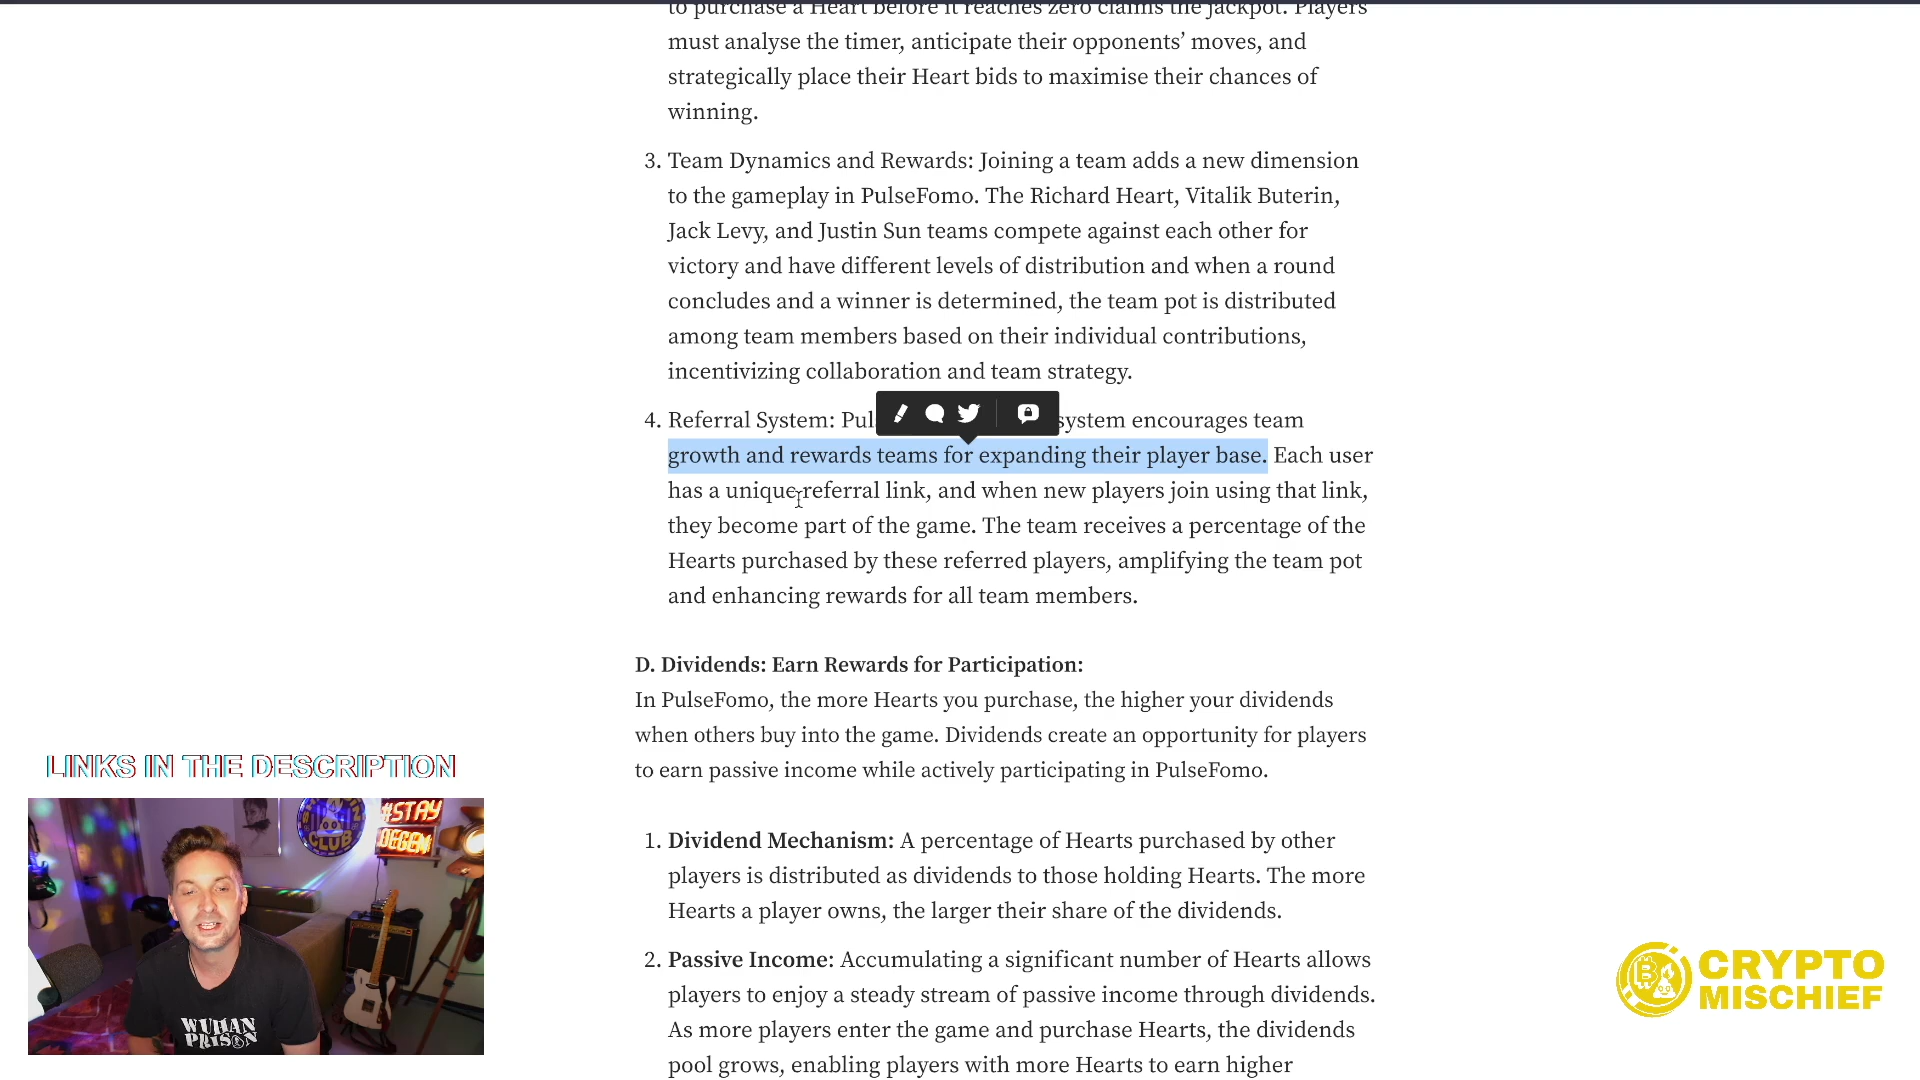 to purchase a Heart before it reaches zero claims the jackpot. Players
must analyse the timer, anticipate their opponents’ moves, and
strategically place their Heart bids to maximise their chances of
winning.
3. Team Dynamics and Rewards: Joining a team adds a new dimension
to the gameplay in PulseFomo. The Richard Heart, Vitalik Buterin,
Jack Levy, and Justin Sun teams compete against each other for
victory and have different levels of distribution and when a round
concludes and a winner is determined, the team pot is distributed
among team members based on their individual contributions,
incentivizing collaboration and team strategy.
4. Referral System: Pul system encourages team
growth and rewards teams for expanding their player base. Each user
has a unique referral link, and when new players join using that link,
they become part of the game. The team receives a percentage of the
Hearts purchased by these referred players, amplifying the team pot
and enhancing rewards for all team members.
D. Dividends: Earn Rewards for Participation:
In PulseFomo, the more Hearts you purchase, the higher your dividends
when others buy into the game. Dividends create an opportunity for players
to earn passive income while actively participating in PulseFomo.
1. Dividend Mechanism: A percentage of Hearts purchased by other
players is distributed as dividends to those holding Hearts. The more
Hearts a player owns, the larger their share of the dividends.
2. Passive Income: Accumulating a significant number of Hearts allows
players to enjoy a steady stream of passive income through dividends.
As more players enter the game and purchase Hearts, the dividends
pool grows, enabling players with more Hearts to earn higher
LINKS IN THE DESCRIPTION
#STAY
DEGEN
CLUB
WUHAN
PRISON
CRYPTO
MISCHIEF